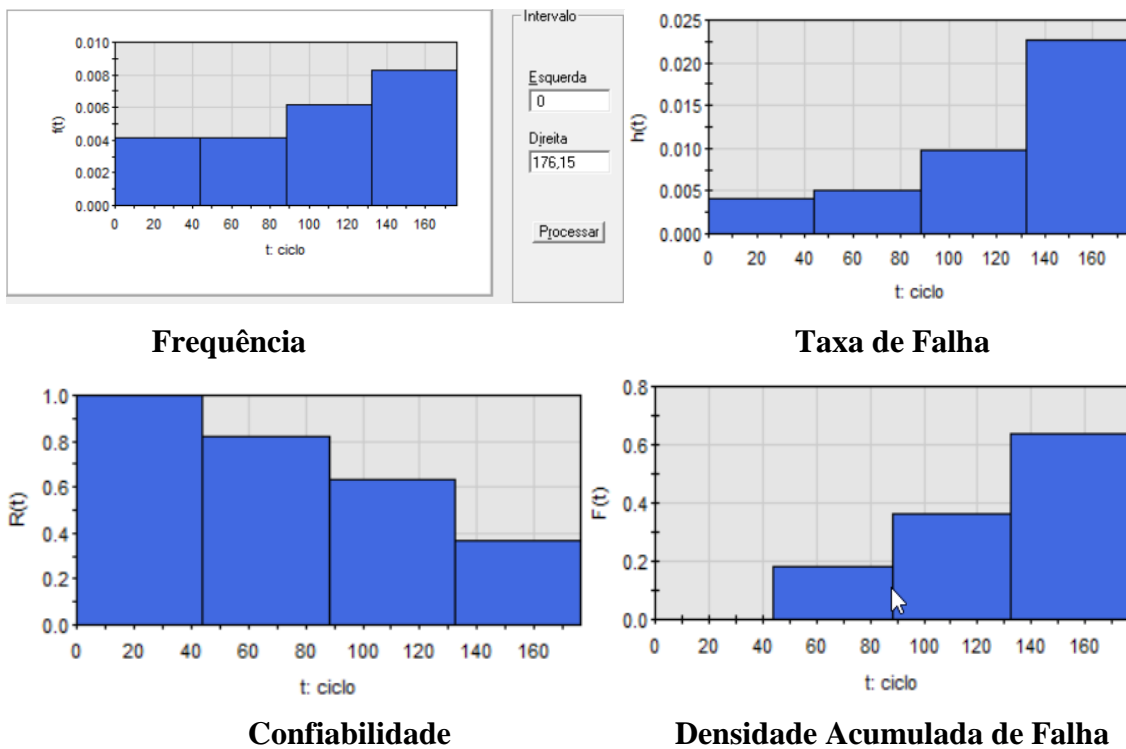 0.010
0.008
0.006
0.004
0.002
0.000
f(t)
0 20 40 60 80 100 120 140 160
t: ciclo
Intervalo
Esquerda
0
Direita
176,15
Processar
0.025
0.020
0.015
0.010
0.005
0.000
h(t)
0 20 40 60 80 100 120 140 160
t: ciclo
Frequência
Taxa de Falha
1.0
0.8
0.6
0.4
0.2
0.0
R(t)
0 20 40 60 80 100 120 140 160
t: ciclo
0.8
0.6
0.4
0.2
0.0
F(t)
0 20 40 60 80 100 120 140 160
t: ciclo
Confiabilidade
Densidade Acumulada de Falha